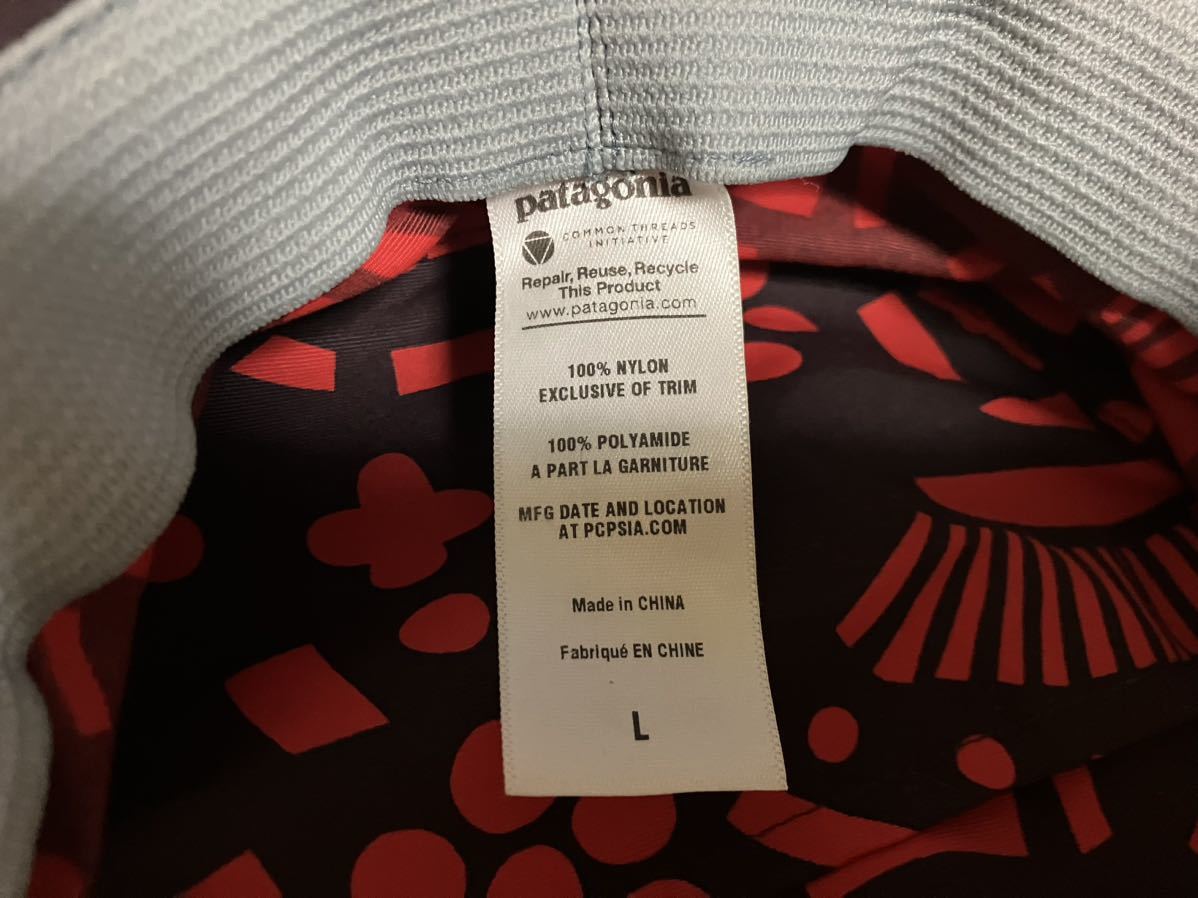 patagonia
COMMON THREADS
INITIATIVE
Repair, Reuse, Recycle
This Product
www.patagonia.com
100% NYLON
EXCLUSIVE OF TRIM
100% POLYAMIDE
A PART LA GARNITURE
MFG DATE AND LOCATION
AT PCPSIA.COM
Made in CHINA
Fabriqué EN CHINE
L